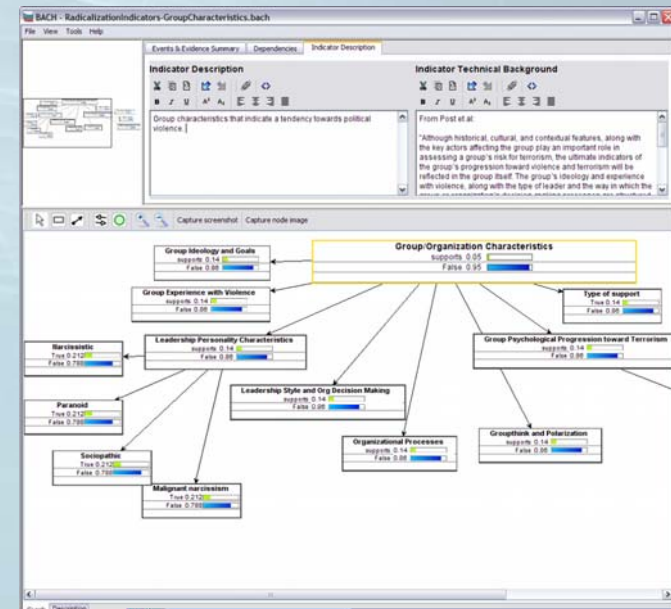 BACH - RadicalizationIndicators-GroupCharacteristics.bach
File View Tools Help
Events & Evidence Summary Dependencies Indicator Description
Indicator Description
Indicator Technical Background
Group characteristics that indicate a tendency towards political
violence.
From Post et al:
"Although historical, cultural, and contextual features, along with
the key actors affecting the group play an important role in
assessing a group's risk for terrorism, the ultimate indicators of
the group's progression toward violence and terrorism will be
reflected in the group itself. The group's ideology and experience
with violence, along with the type of leader and the way in which the
Capture screenshot Capture node image
Group/Organization Characteristics
supports 0.05
False 0.95
Group Ideology and Goals
supports 0.14
False 0.86
Group Experience with Violence
supports 0.14
False 0.86
Type of support
True 0.14
False 0.86
Leadership Personality Characteristics
supports 0.14
False 0.86
Group Psychological Progression toward Terrorism
supports 0.14
False 0.86
Narcissistic
True 0.212
False 0.788
Leadership Style and Org Decision Making
supports 0.14
False 0.86
Paranoid
True 0.212
False 0.788
Organizational Processes
supports 0.14
False 0.86
Groupthink and Polarization
supports 0.14
False 0.86
Sociopathic
True 0.212
False 0.788
Malignant narcissism
True 0.212
False 0.788
Description